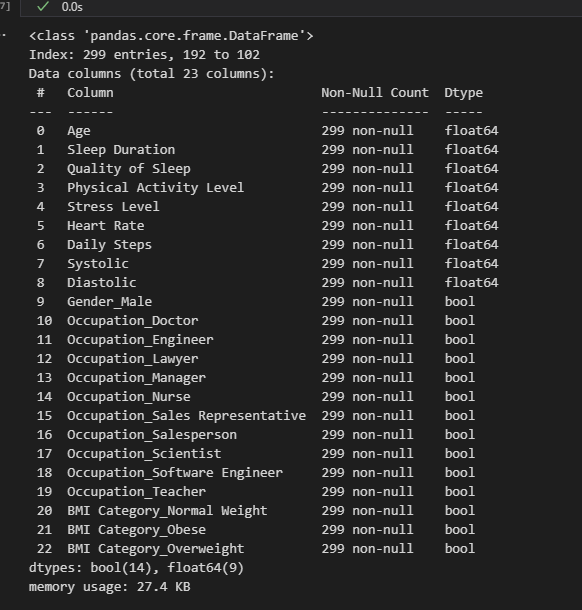 7] ✓ 0.0s
··· <class 'pandas.core.frame.DataFrame'>
Index: 299 entries, 192 to 102
Data columns (total 23 columns):
 #   Column                           Non-Null Count  Dtype
---  ------                           --------------  -----
 0   Age                              299 non-null    float64
 1   Sleep Duration                   299 non-null    float64
 2   Quality of Sleep                 299 non-null    float64
 3   Physical Activity Level          299 non-null    float64
 4   Stress Level                     299 non-null    float64
 5   Heart Rate                       299 non-null    float64
 6   Daily Steps                      299 non-null    float64
 7   Systolic                         299 non-null    float64
 8   Diastolic                        299 non-null    float64
 9   Gender_Male                      299 non-null    bool
 10  Occupation_Doctor                299 non-null    bool
 11  Occupation_Engineer              299 non-null    bool
 12  Occupation_Lawyer                299 non-null    bool
 13  Occupation_Manager               299 non-null    bool
 14  Occupation_Nurse                 299 non-null    bool
 15  Occupation_Sales Representative  299 non-null    bool
 16  Occupation_Salesperson           299 non-null    bool
 17  Occupation_Scientist             299 non-null    bool
 18  Occupation_Software Engineer     299 non-null    bool
 19  Occupation_Teacher               299 non-null    bool
 20  BMI Category_Normal Weight       299 non-null    bool
 21  BMI Category_Obese               299 non-null    bool
 22  BMI Category_Overweight          299 non-null    bool
dtypes: bool(14), float64(9)
memory usage: 27.4 KB